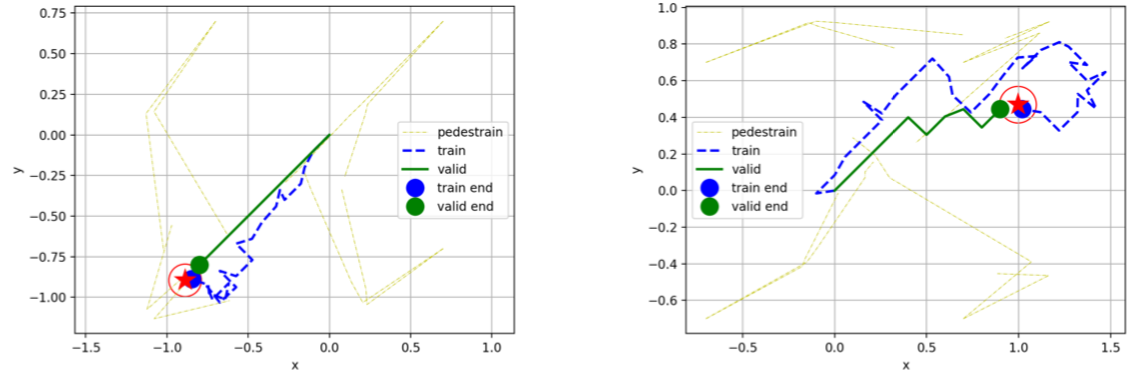 0.75
0.50
0.25
0.00
−0.25
−0.50
−0.75
−1.00
y
pedestrain
train
valid
train end
valid end
−1.5
−1.0
−0.5
0.0
0.5
1.0
x
1.0
0.8
0.6
0.4
0.2
0.0
−0.2
−0.4
−0.6
y
pedestrain
train
valid
train end
valid end
−0.5
0.0
0.5
1.0
1.5
x